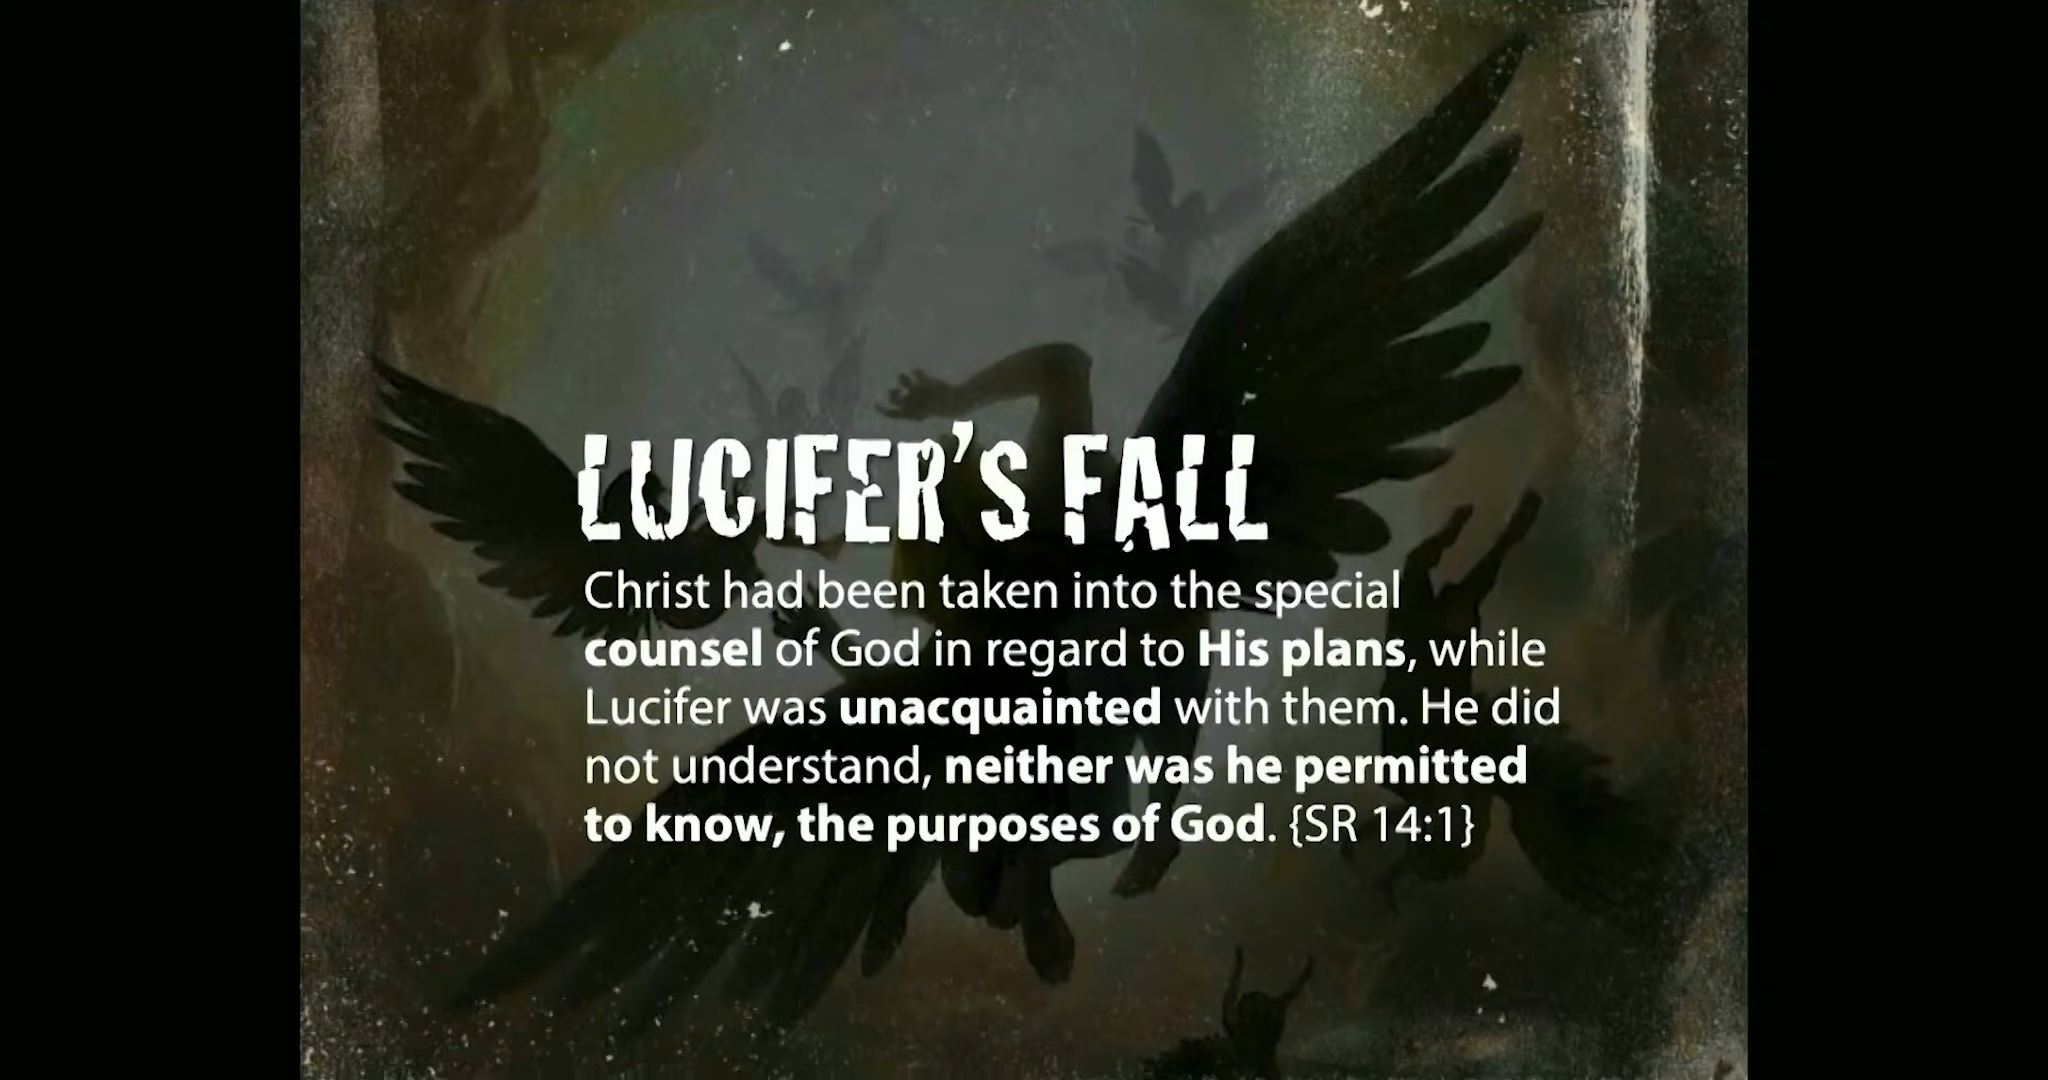 LUCIFER'S FALL
Christ had been taken into the special
counsel of God in regard to His plans, while
Lucifer was unacquainted with them. He did
not understand, neither was he permitted
to know, the purposes of God. {SR 14:1}